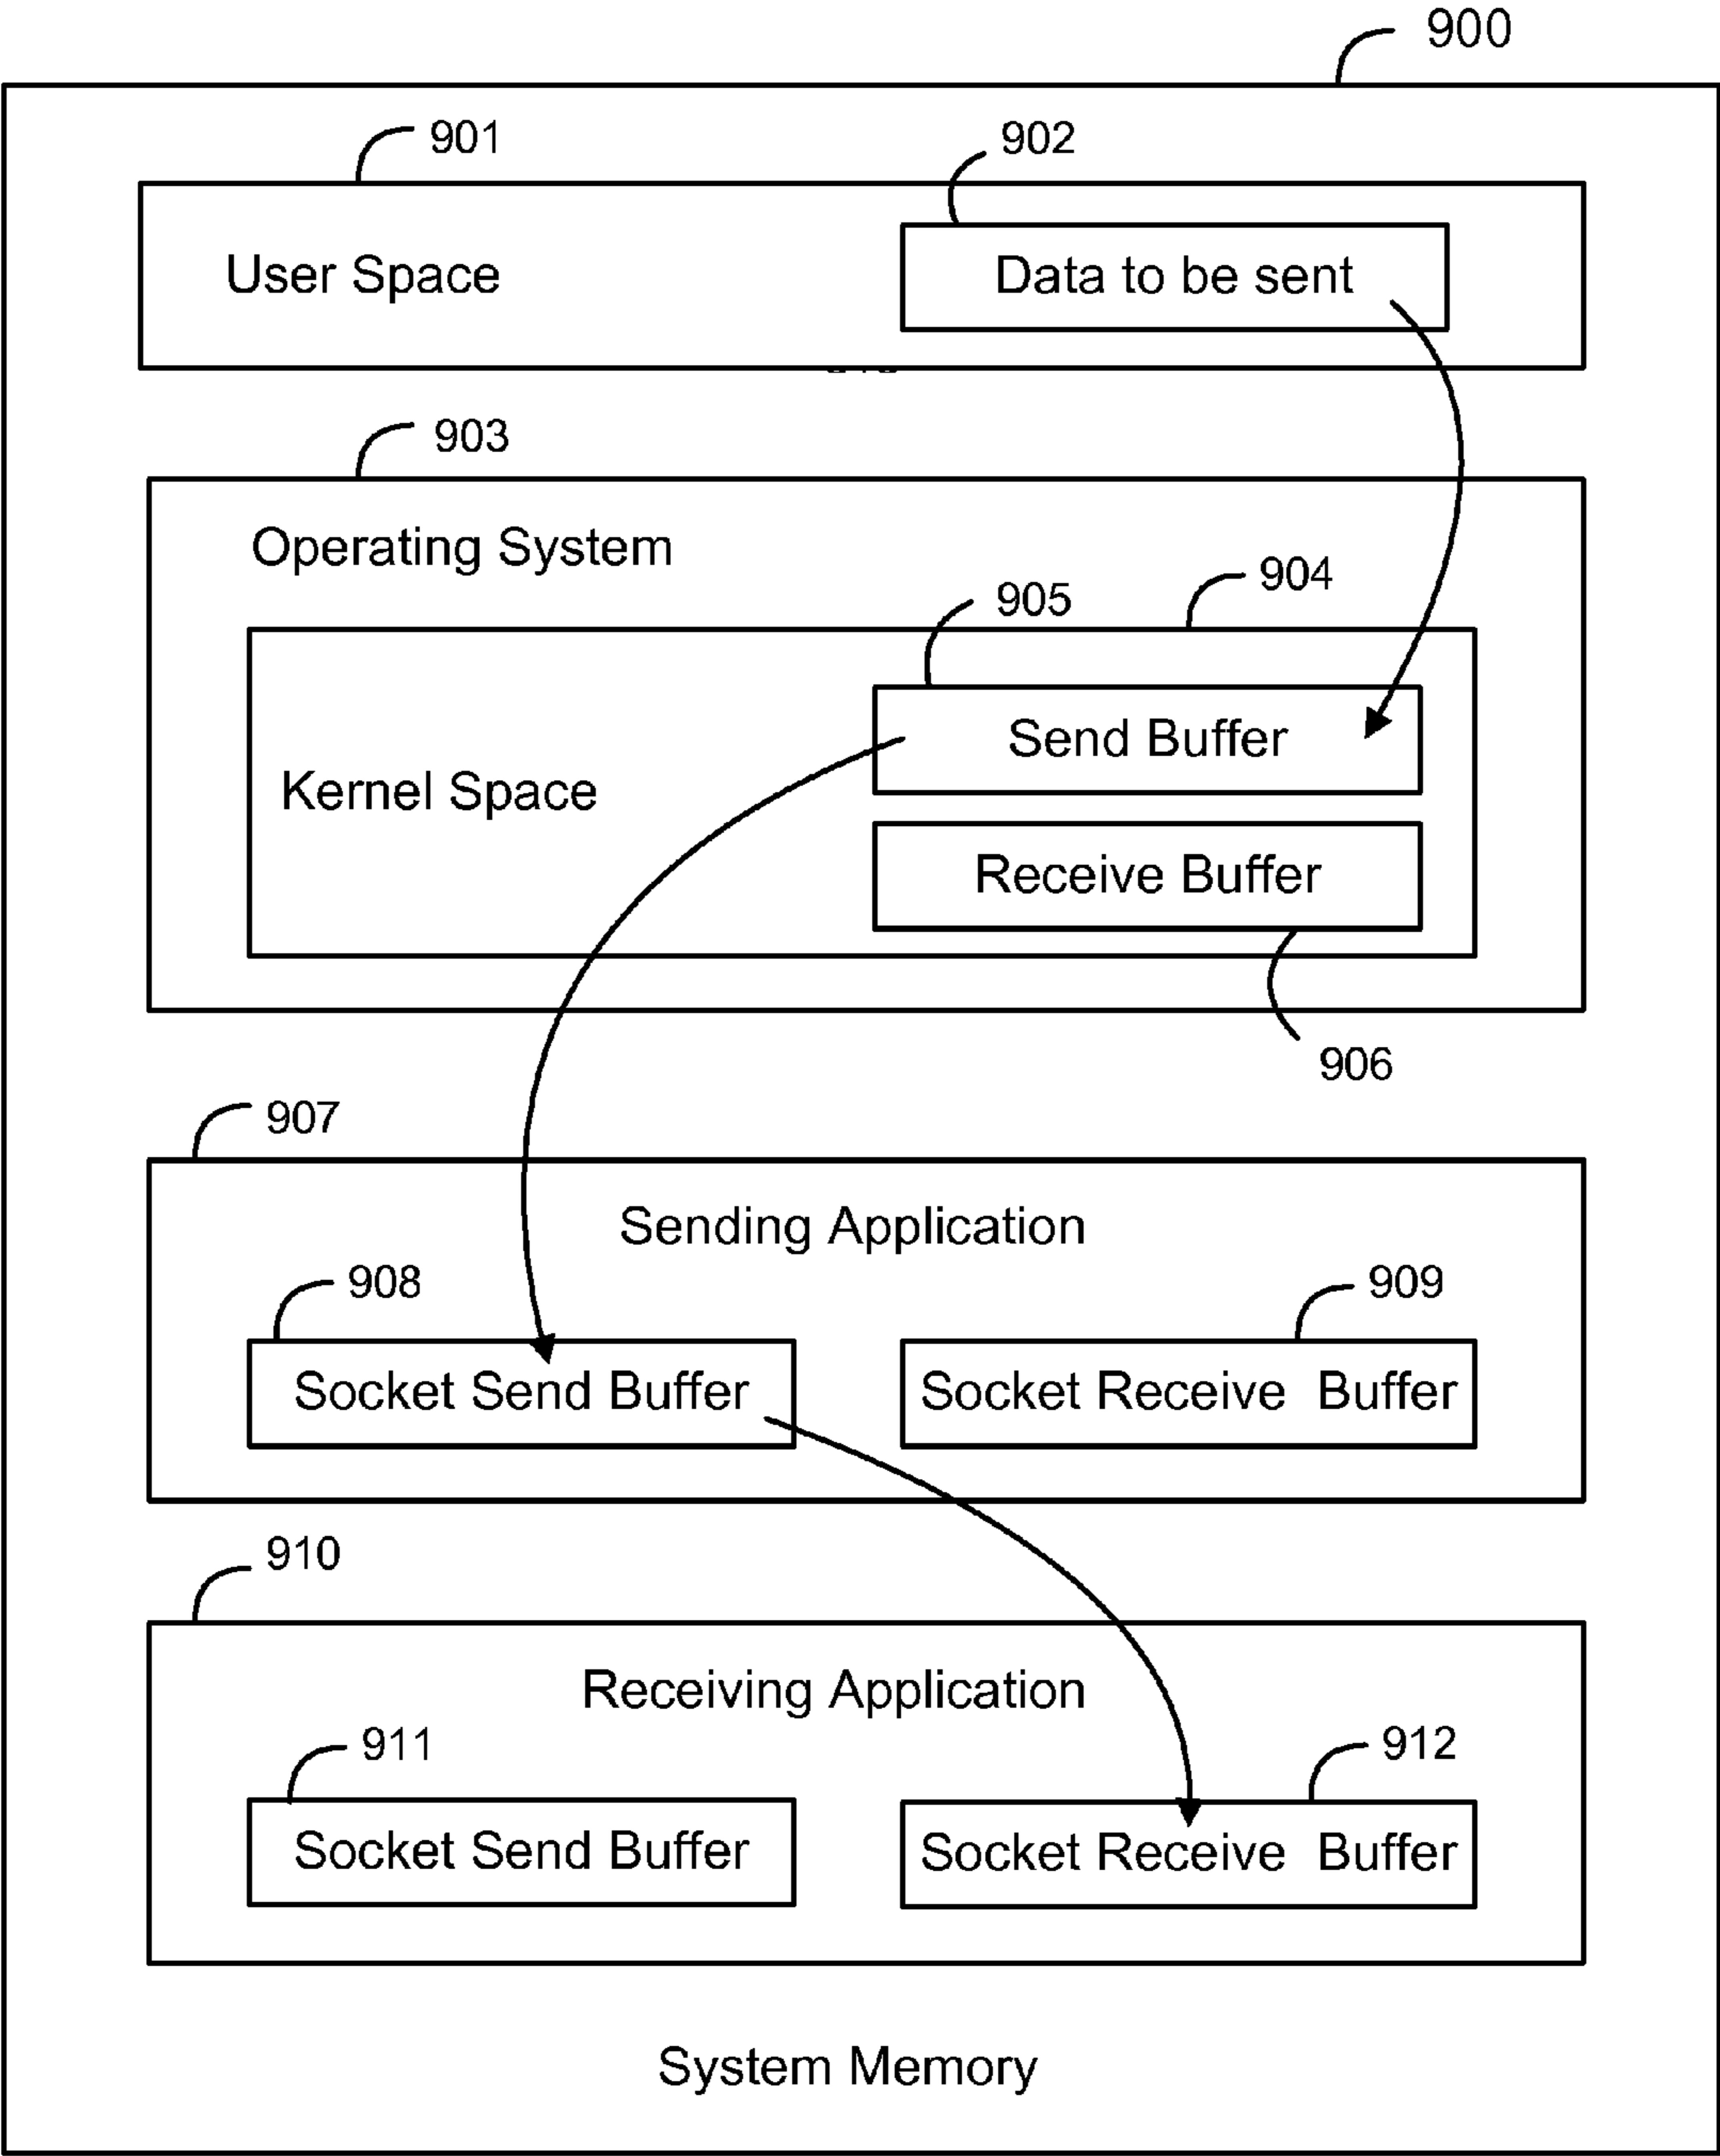 900
901
902
User Space
Data to be sent
903
Operating System
904
905
Send Buffer
Kernel Space
Receive Buffer
906
907
Sending Application
908
909
Socket Send Buffer
Socket Receive Buffer
910
Receiving Application
911
912
Socket Send Buffer
Socket Receive Buffer
System Memory